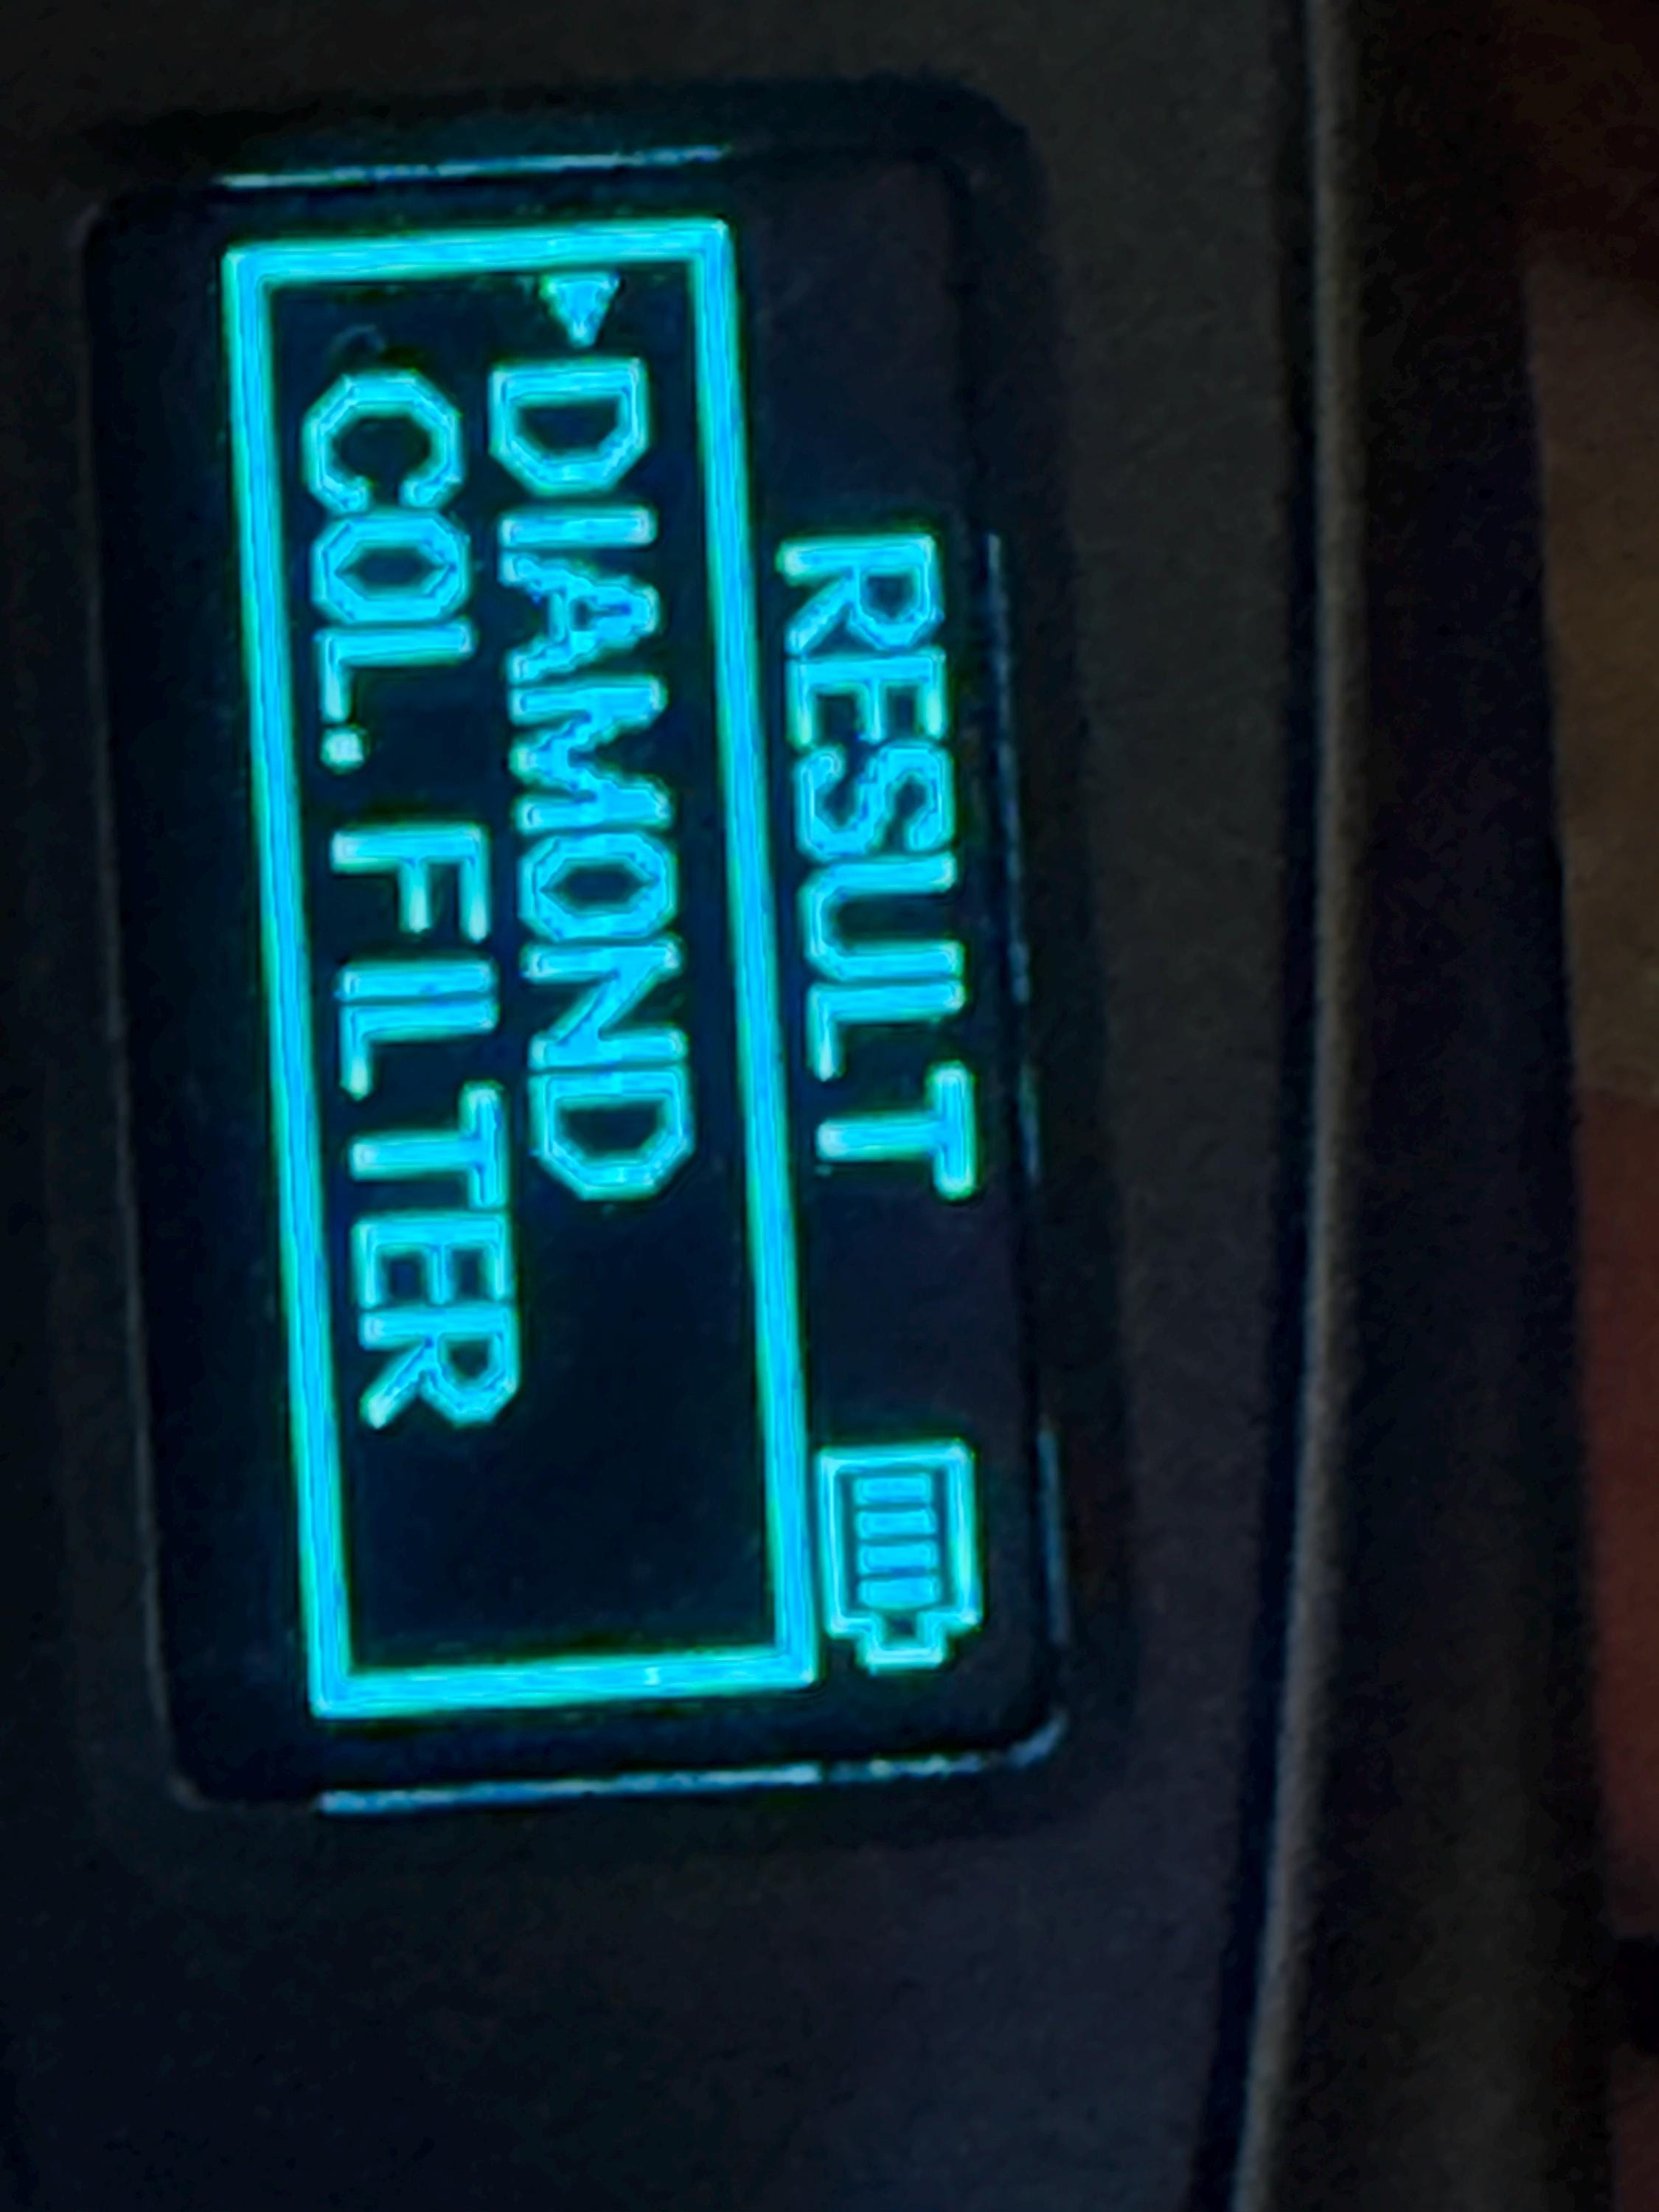 RESULT
DIAMOND
COL. FILTER